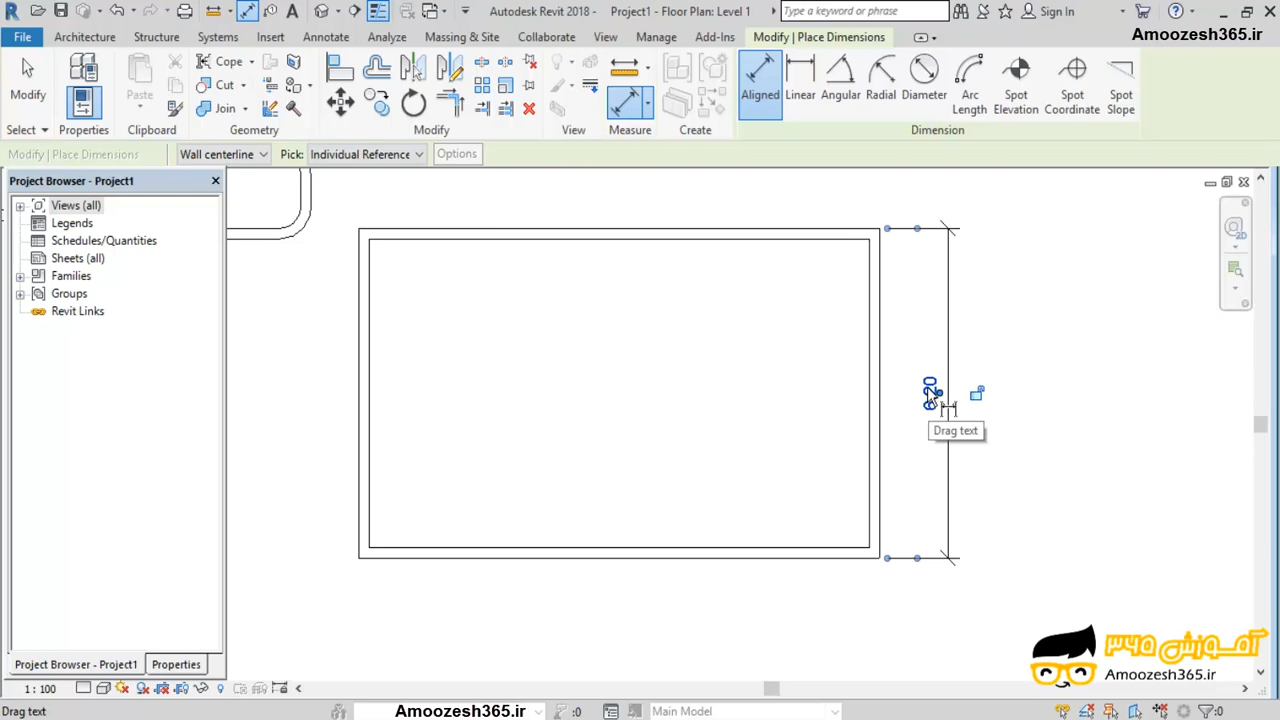 Autodesk Revit 2018 - Project1 - Floor Plan: Level 1
Type a keyword or phrase
Sign In
File Architecture Structure Systems Insert Annotate Analyze Massing & Site Collaborate View Manage Add-Ins Modify | Place Dimensions
Amoozesh365.ir
Modify
Paste
Cope
Cut
Join
Aligned Linear Angular Radial Diameter Arc Length Spot Elevation Spot Coordinate Spot Slope
Select Properties Clipboard Geometry Modify View Measure Create Dimension
Modify | Place Dimensions Wall centerline Pick: Individual Reference Options
Project Browser - Project1
Views (all)
Legends
Schedules/Quantities
Sheets (all)
Families
Groups
Revit Links
2D
Drag text
Project Browser - Project1 Properties
1 : 100
آموزش ۳۶۵
Amoozesh365.ir
Drag text
Amoozesh365.ir
:0
Main Model
:0